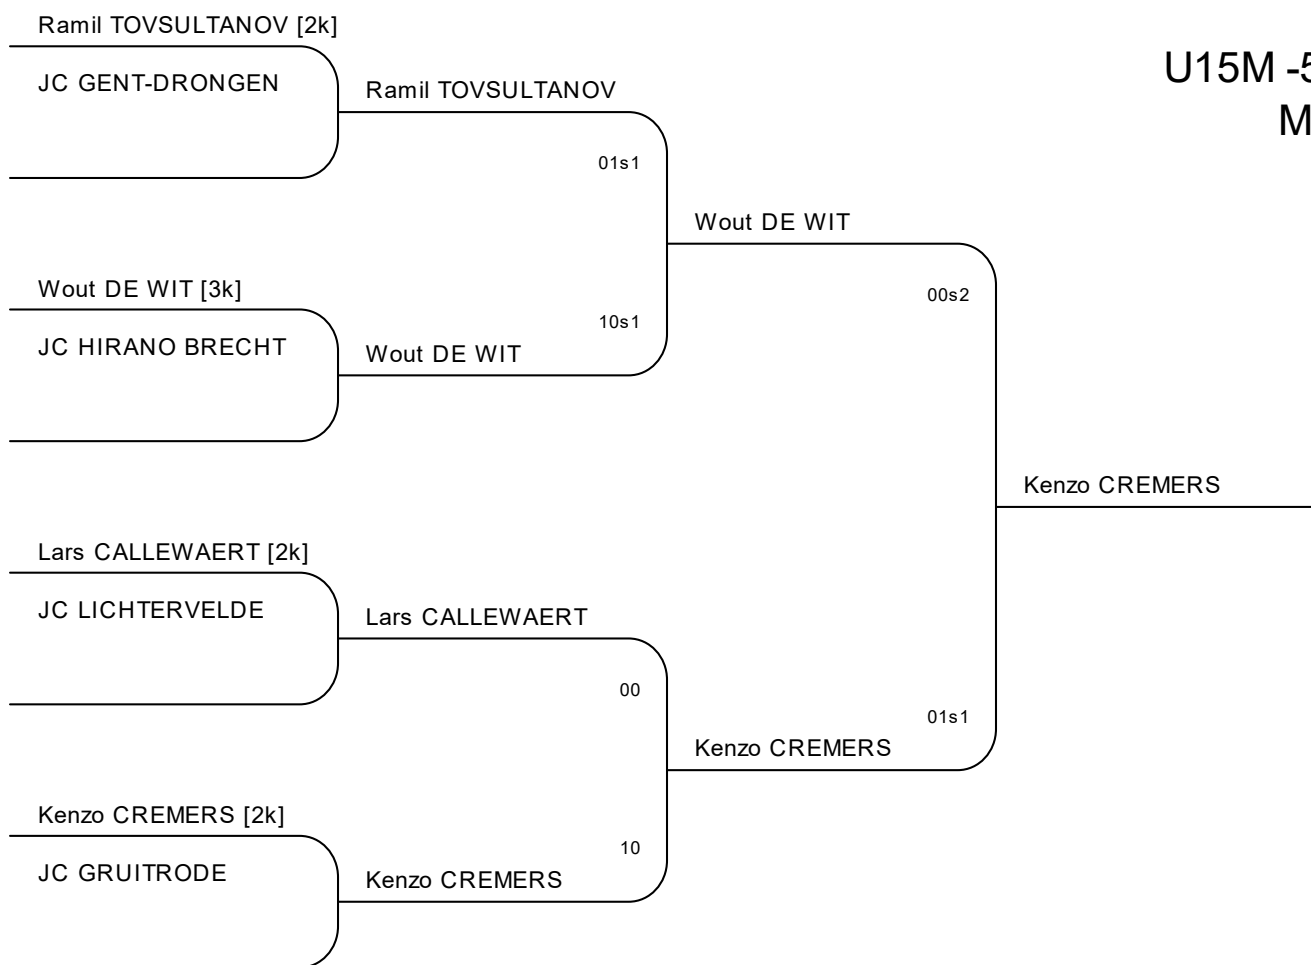 Ramil TOVSULTANOV [2k]
JC GENT-DRONGEN
Ramil TOVSULTANOV
U15M -5
M
01s1
Wout DE WIT
Wout DE WIT [3k]
00s2
10s1
JC HIRANO BRECHT
Wout DE WIT
Kenzo CREMERS
Lars CALLEWAERT [2k]
JC LICHTERVELDE
Lars CALLEWAERT
00
01s1
Kenzo CREMERS
Kenzo CREMERS [2k]
10
JC GRUITRODE
Kenzo CREMERS